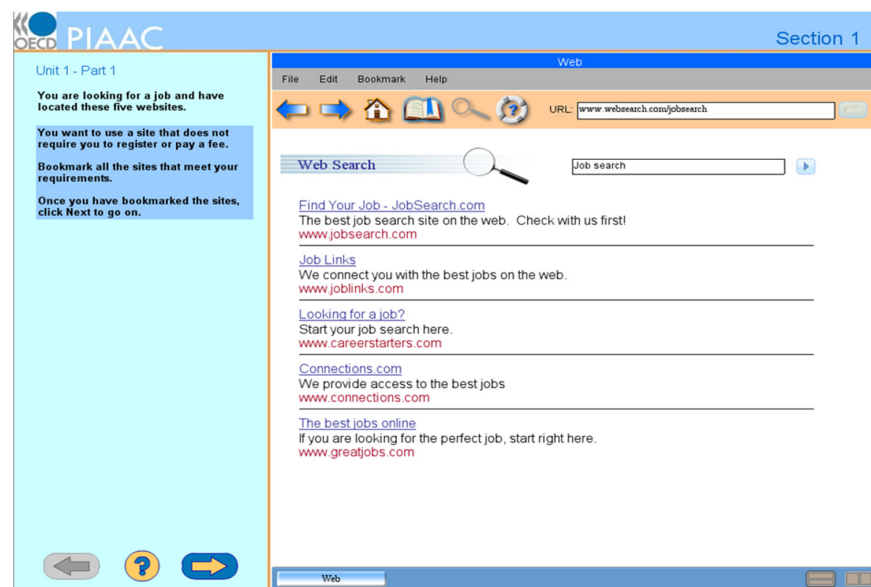 OECD PIAAC
Section 1
Unit 1 - Part 1
You are looking for a job and have
located these five websites.
You want to use a site that does not
require you to register or pay a fee.
Bookmark all the sites that meet your
requirements.
Once you have bookmarked the sites,
click Next to go on.
Web
File Edit Bookmark Help
URL: www.websearch.com/jobsearch
Web Search
Job search
Find Your Job - JobSearch.com
The best job search site on the web. Check with us first!
www.jobsearch.com
Job Links
We connect you with the best jobs on the web.
www.joblinks.com
Looking for a job?
Start your job search here.
www.careerstarters.com
Connections.com
We provide access to the best jobs
www.connections.com
The best jobs online
If you are looking for the perfect job, start right here.
www.greatjobs.com
?
Web